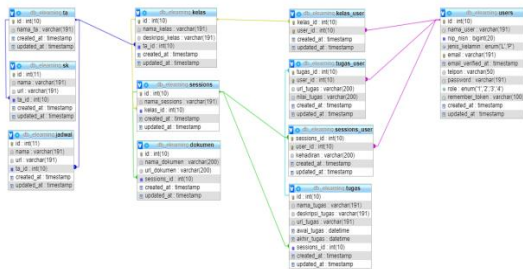 db_elearning ta
id : int(10)
nama_ta : varchar(191)
created_at : timestamp
updated_at : timestamp
db_elearning sk
id : int(11)
nama : varchar(191)
url : varchar(191)
ta_id : int(10)
created_at : timestamp
updated_at : timestamp
db_elearning jadwal
id : int(11)
nama : varchar(191)
url : varchar(191)
ta_id : int(10)
created_at : timestamp
updated_at : timestamp
db_elearning kelas
id : int(10)
nama_kelas : varchar(191)
deskripsi_kelas : varchar(191)
ta_id : int(10)
created_at : timestamp
updated_at : timestamp
db_elearning sessions
id : int(10)
nama_sessions : varchar(191)
kelas_id : int(10)
created_at : timestamp
updated_at : timestamp
db_elearning dokumen
id : int(10)
nama_dokumen : varchar(200)
url_dokumen : varchar(200)
sessions_id : int(10)
created_at : timestamp
updated_at : timestamp
db_elearning kelas_user
kelas_id : int(10)
user_id : int(10)
created_at : timestamp
updated_at : timestamp
db_elearning tugas_user
tugas_id : int(10)
user_id : int(10)
url_tugas : varchar(200)
nilai_tugas : varchar(200)
created_at : timestamp
updated_at : timestamp
db_elearning sessions_user
sessions_id : int(10)
user_id : int(10)
kehadiran : varchar(200)
created_at : timestamp
updated_at : timestamp
db_elearning tugas
id : int(10)
nama_tugas : varchar(191)
deskripsi_tugas : varchar(191)
url_tugas : varchar(191)
awal_tugas : datetime
akhir_tugas : datetime
sessions_id : int(10)
created_at : timestamp
updated_at : timestamp
db_elearning users
id : int(10)
nama_user : varchar(191)
nip_nisn : bigint(20)
jenis_kelamin : enum('L','P')
email : varchar(191)
email_verified_at : timestamp
telpon : varchar(50)
password : varchar(191)
role : enum('1','2','3','4')
remember_token : varchar(100)
created_at : timestamp
updated_at : timestamp